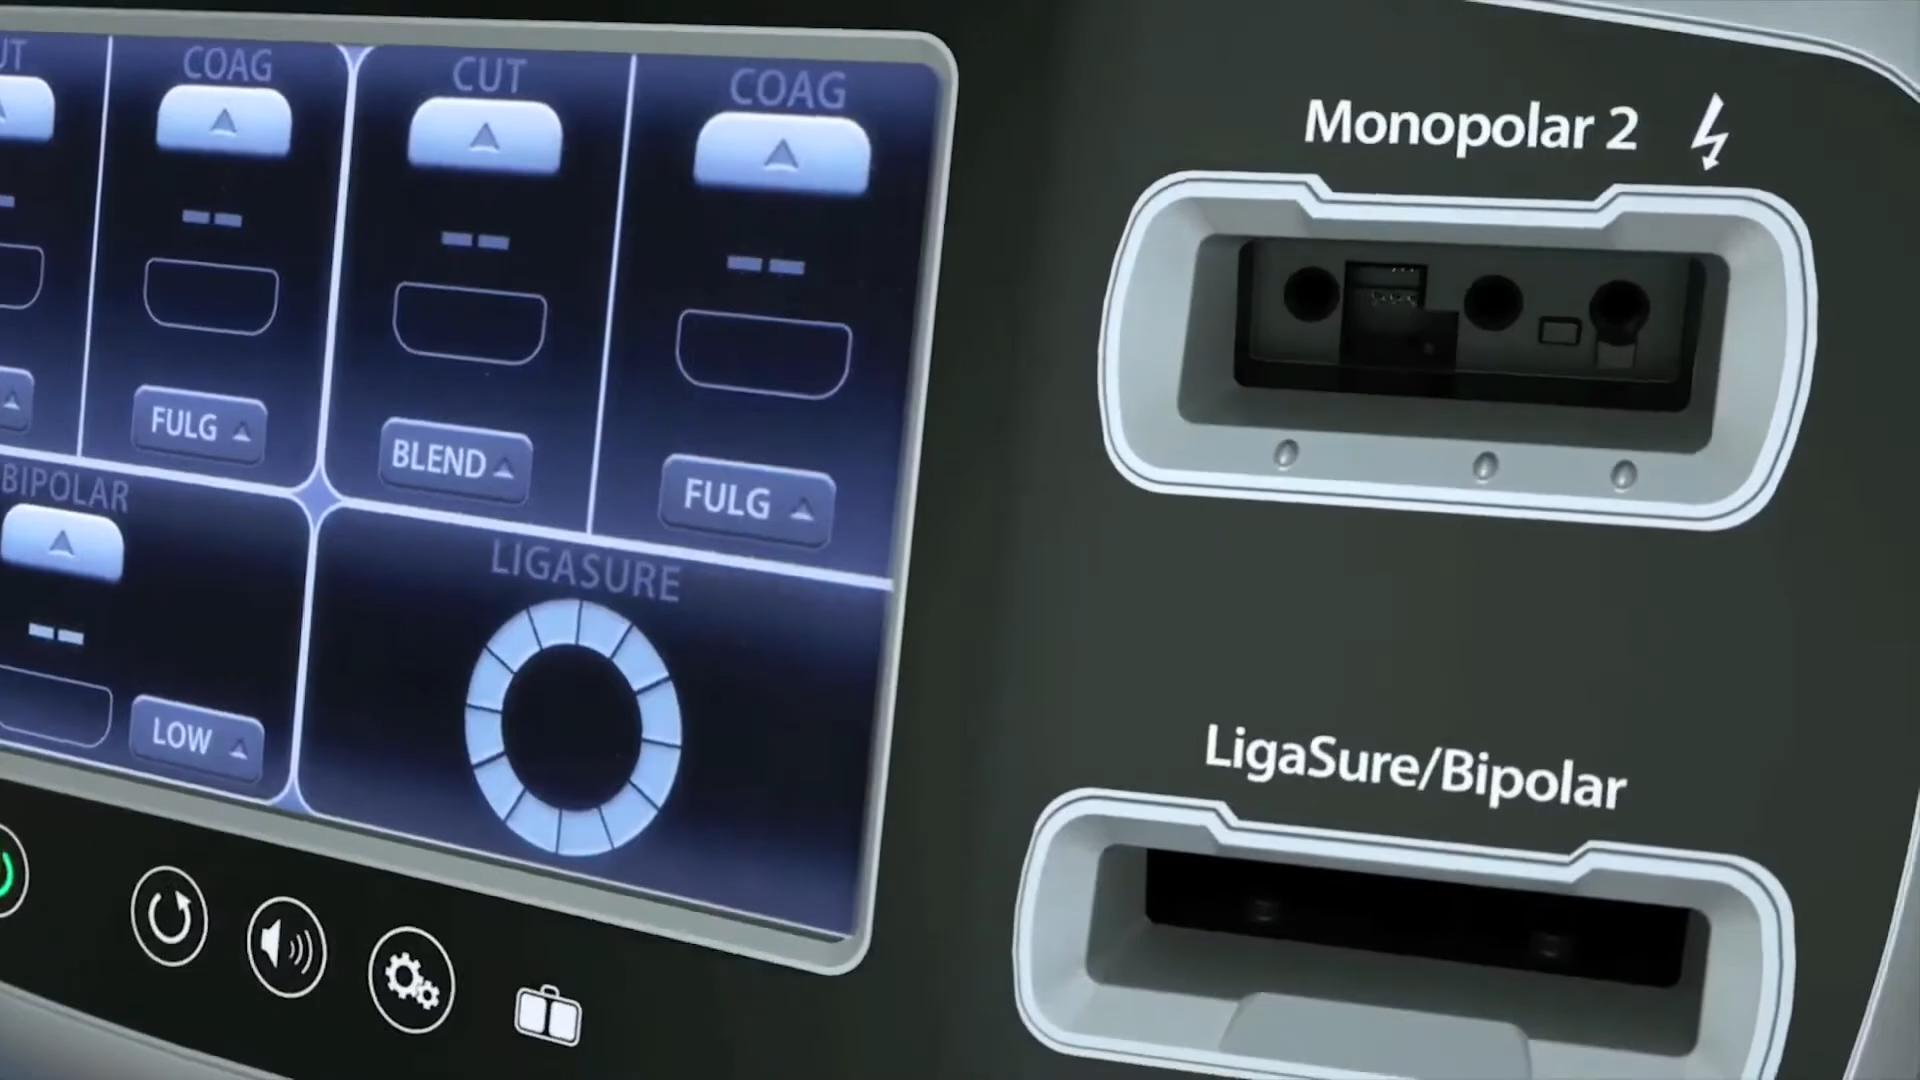 COAG
CUT
COAG
Monopolar 2
--
--
--
FULG
BLEND
FULG
BIPOLAR
LIGASURE
--
LOW
LigaSure/Bipolar